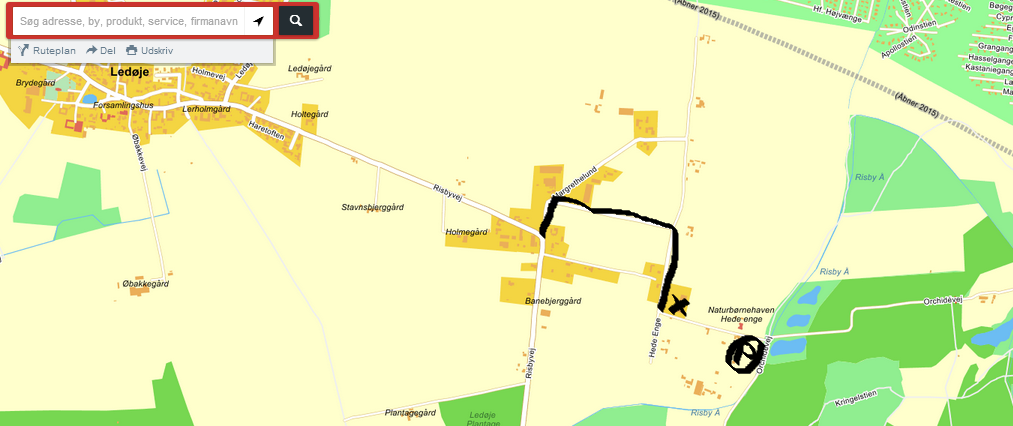 Søg adresse, by, produkt, service, firmanavn
Ruteplan Del Udskriv
(Åbner 2015)
Hf. Højvænge
Odinstien
Apollostien
Grangang
Hasselgange
Kastaniegang
(Åbner 2015)
Ledøje
Holmevej
Ledøjegård
Brydegård
Forsamlingshus
Lerholmgård
Holtegård
Haretoften
Øbakkevej
Risby Å
Margrethelund
Risbyvej
Stavnsbjerggård
Holmegård
Risby Å
Øbakkegård
Banebjerggård
Orchidévej
Naturbørnehaven
Hede enge
Hede Enge
Orchidévej
Risbyvej
Kringelstien
Plantagegård
Ledøje
Plantage
Risby Å